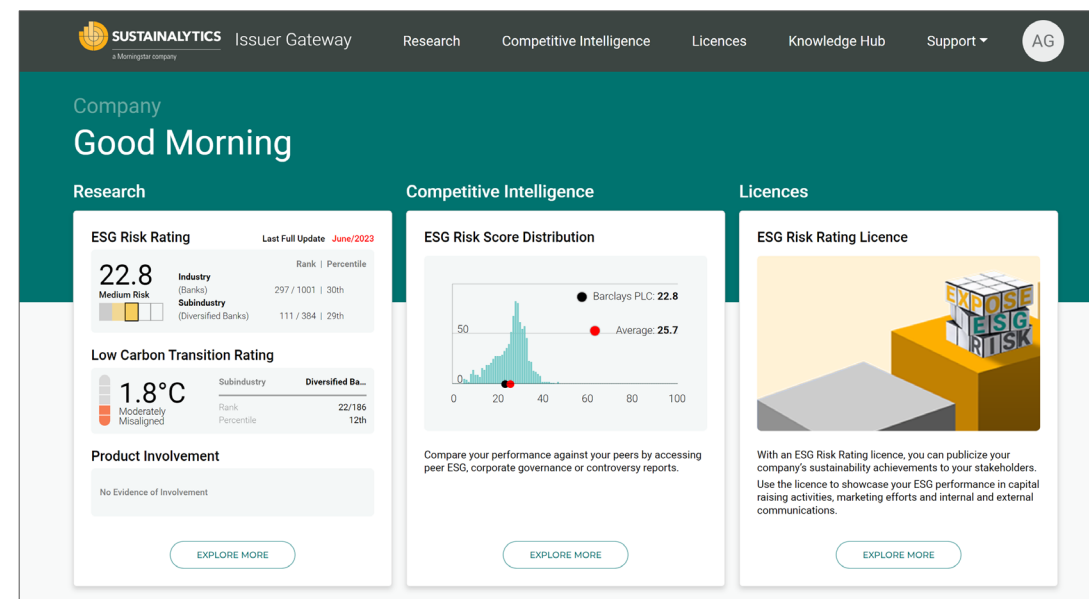 SUSTAINALYTICS
a Morningstar company
Issuer Gateway
Research
Competitive Intelligence
Licences
Knowledge Hub
Support
AG
Company
Good Morning
Research
ESG Risk Rating
Last Full Update June/2023
22.8
Medium Risk
Rank | Percentile
Industry
(Banks) 297 / 1001 | 30th
Subindustry
(Diversified Banks) 111 / 384 | 29th
Low Carbon Transition Rating
1.8°C
Moderately
Misaligned
Subindustry Diversified Ba...
Rank 22/186
Percentile 12th
Product Involvement
No Evidence of Involvement
EXPLORE MORE
Competitive Intelligence
ESG Risk Score Distribution
Barclays PLC: 22.8
Average: 25.7
50
0
0 20 40 60 80 100
Compare your performance against your peers by accessing
peer ESG, corporate governance or controversy reports.
EXPLORE MORE
Licences
ESG Risk Rating Licence
EXPOSE
ESG
RISK
With an ESG Risk Rating licence, you can publicize your
company's sustainability achievements to your stakeholders.
Use the licence to showcase your ESG performance in capital
raising activities, marketing efforts and internal and external
communications.
EXPLORE MORE